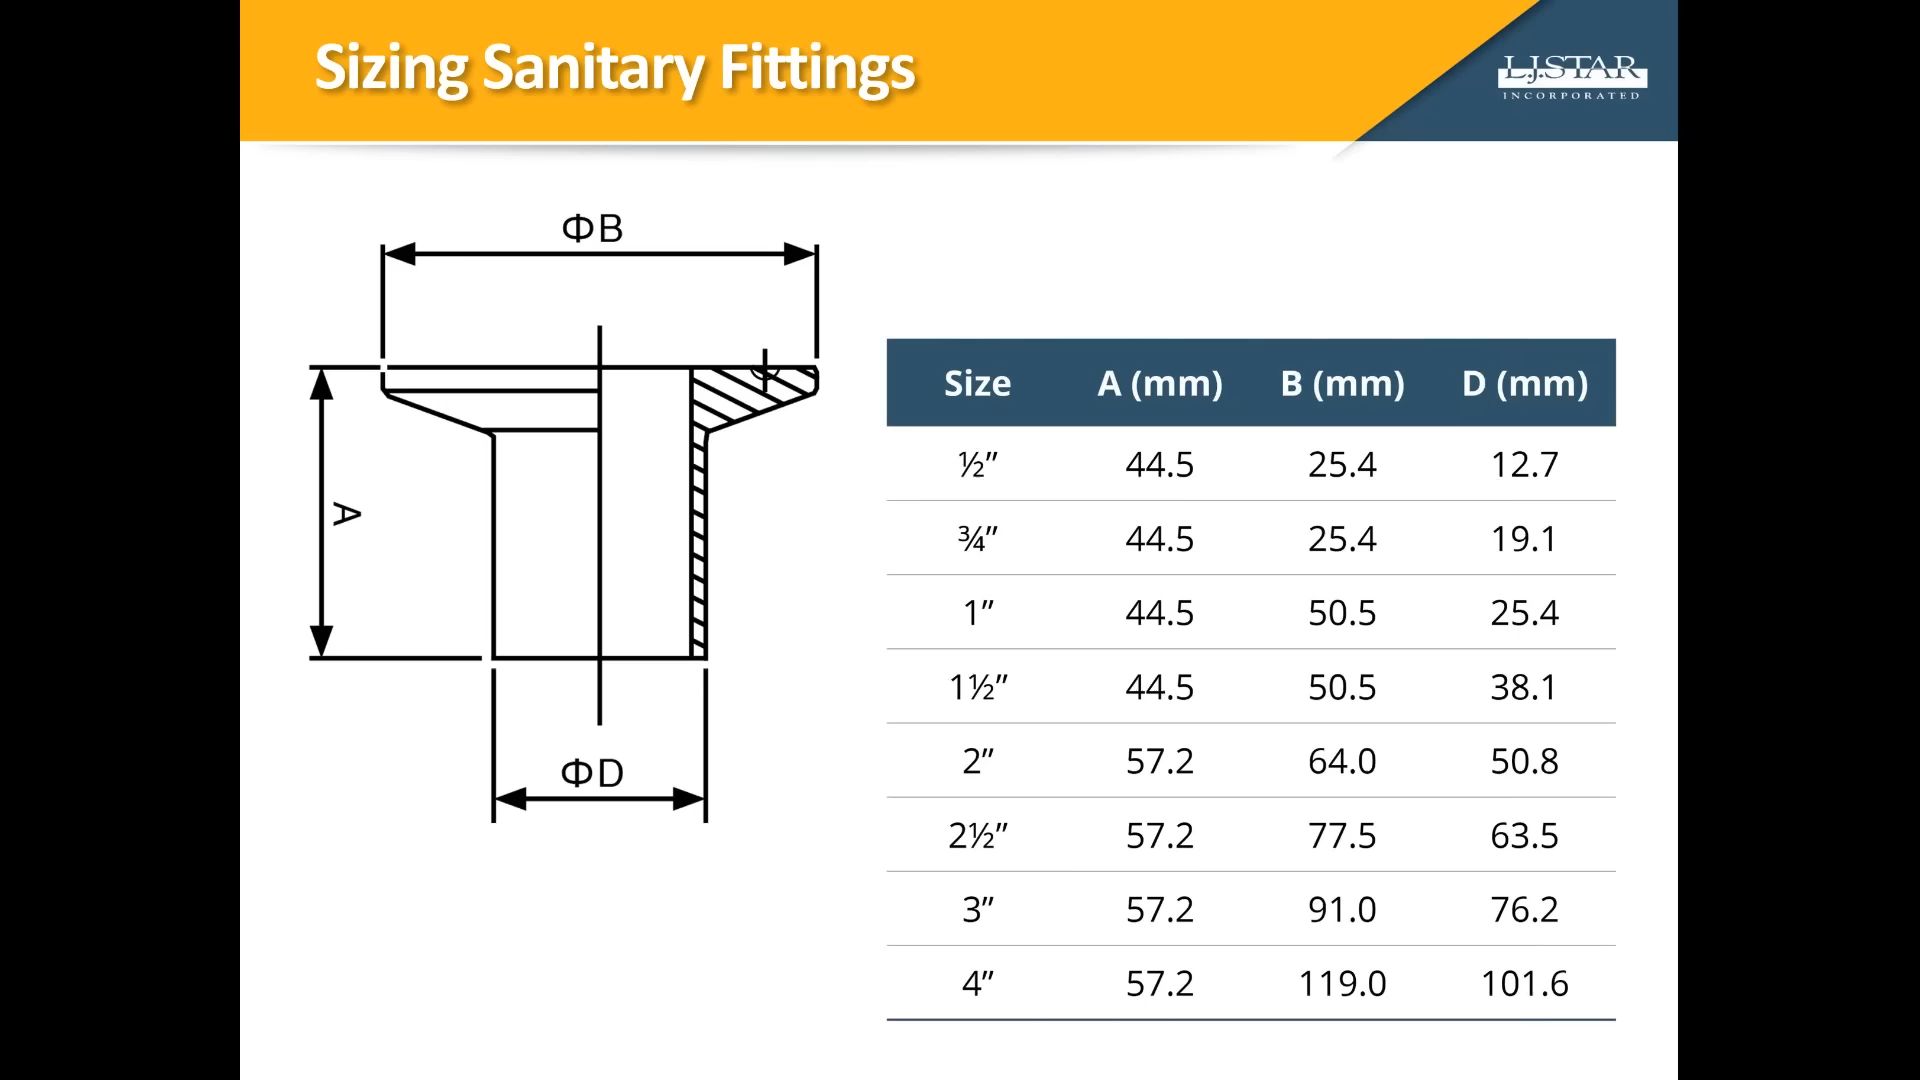 Sizing Sanitary Fittings
L.J.STAR
INCORPORATED
ΦB
A
ΦD
Size A (mm) B (mm) D (mm)
½” 44.5 25.4 12.7
¾” 44.5 25.4 19.1
1” 44.5 50.5 25.4
1½” 44.5 50.5 38.1
2” 57.2 64.0 50.8
2½” 57.2 77.5 63.5
3” 57.2 91.0 76.2
4” 57.2 119.0 101.6